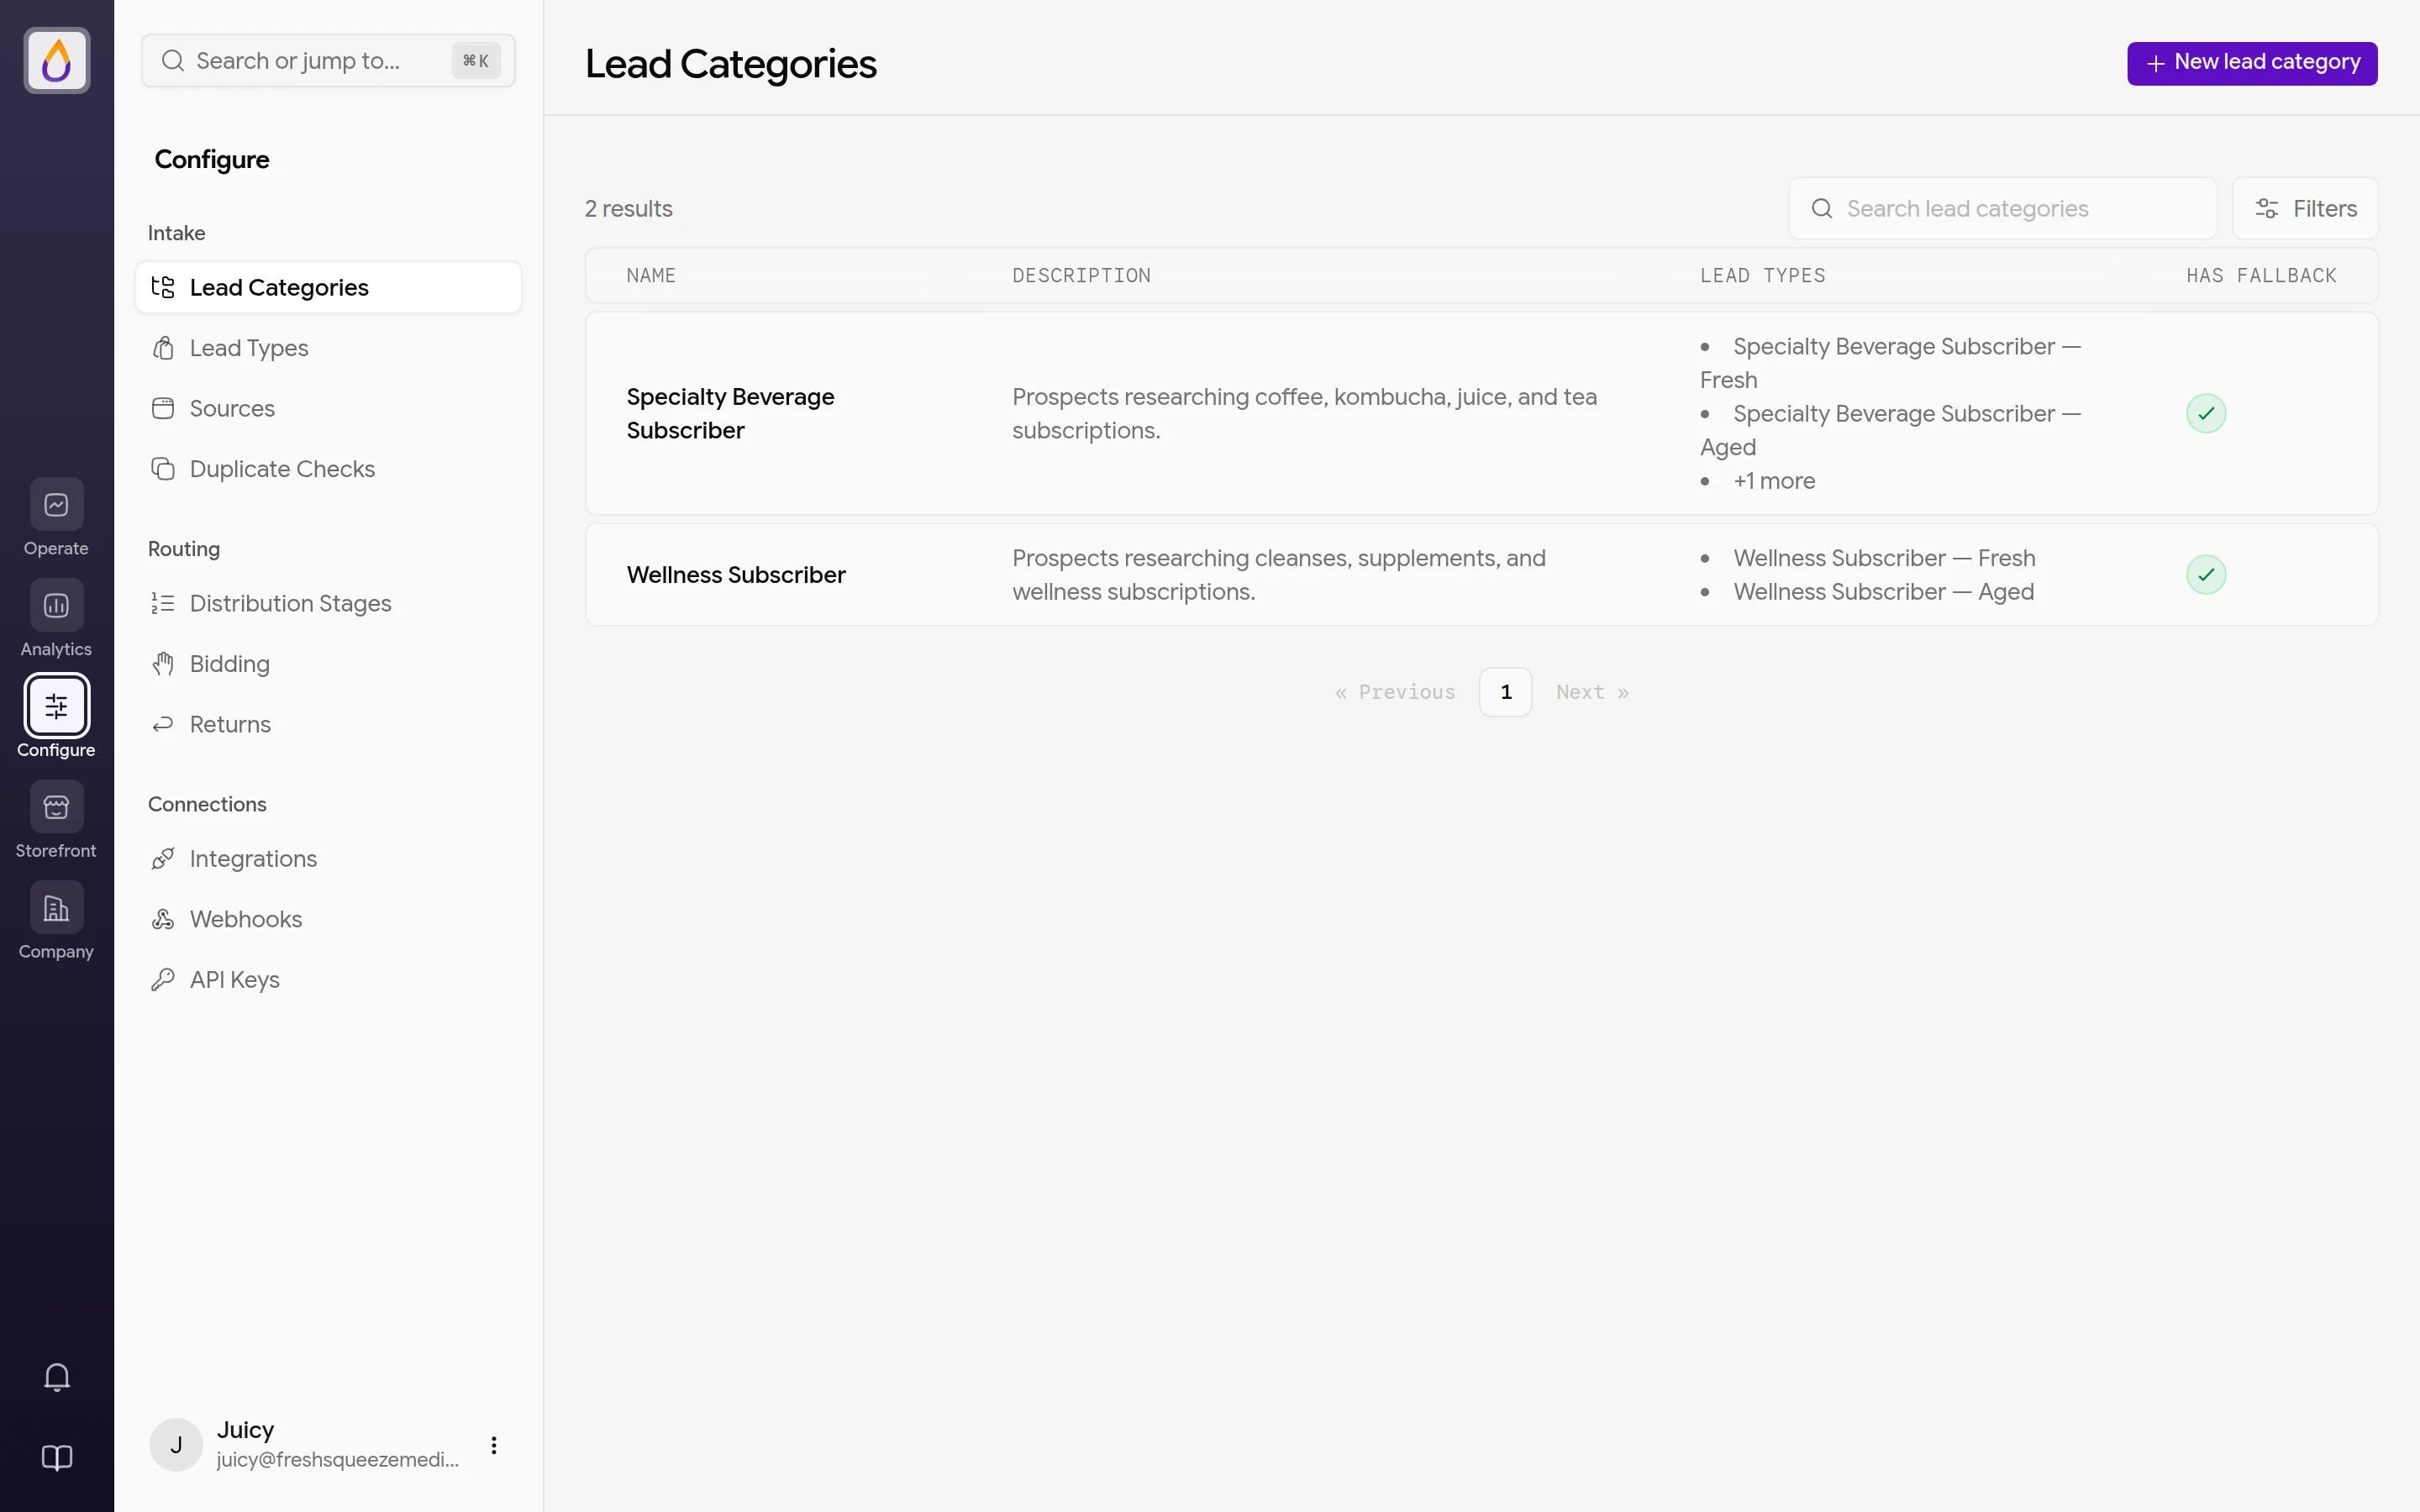 Search or jump to...
⌘K
Configure
Intake
Lead Categories
Lead Types
Sources
Duplicate Checks
Routing
Distribution Stages
Bidding
Returns
Connections
Integrations
Webhooks
API Keys
Operate
Analytics
Configure
Storefront
Company
J
Juicy
juicy@freshsqueezemedi...
Lead Categories
New lead category
2 results
Search lead categories
Filters
NAME
DESCRIPTION
LEAD TYPES
HAS FALLBACK
Specialty Beverage
Subscriber
Prospects researching coffee, kombucha, juice, and tea
subscriptions.
• Specialty Beverage Subscriber —
Fresh
• Specialty Beverage Subscriber —
Aged
• +1 more
Wellness Subscriber
Prospects researching cleanses, supplements, and
wellness subscriptions.
• Wellness Subscriber — Fresh
• Wellness Subscriber — Aged
« Previous
1
Next »